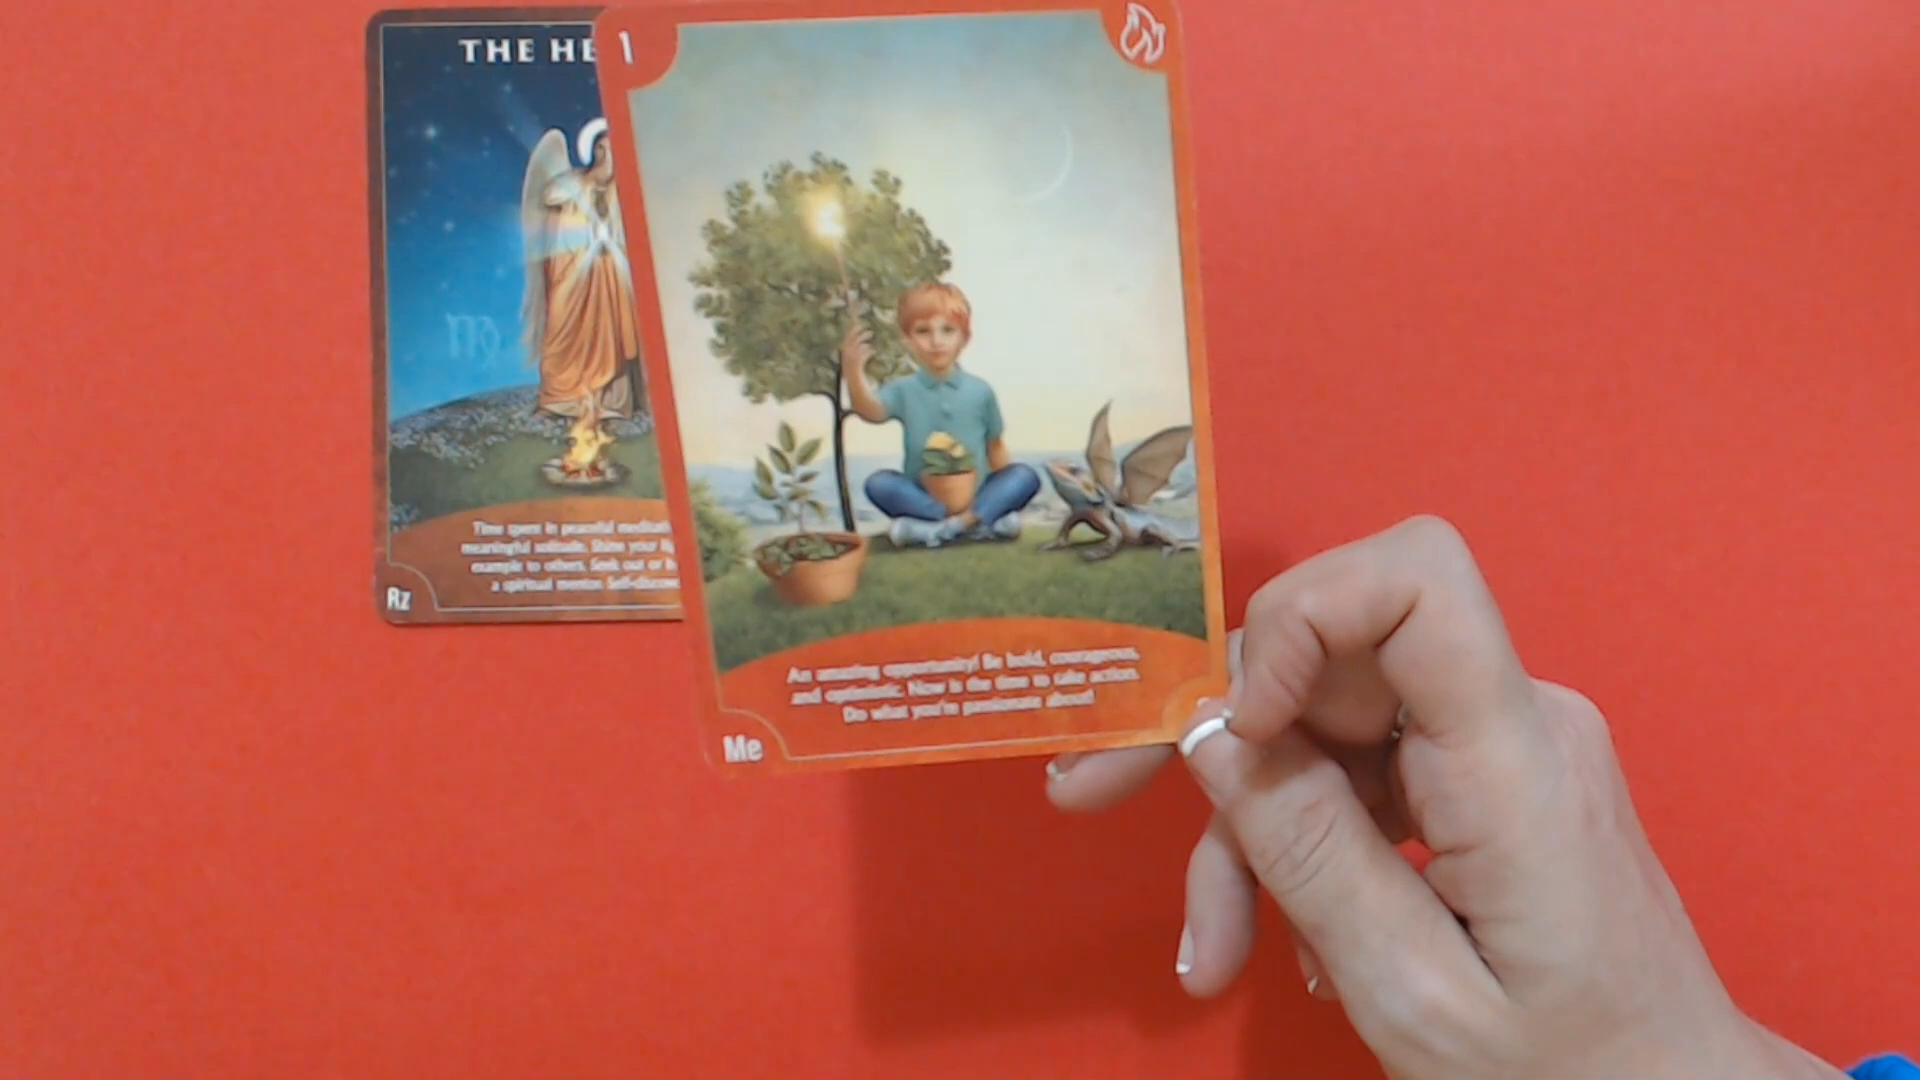 THE HE
Time spent in peaceful meditati
meaningful solitude. Shine your li
example to others. Seek out or b
a spiritual mentor. Self-discov
Rz
1
An amazing opportunity! Be bold, courageous,
and optimistic. Now is the time to take action.
Do what you're passionate about!
Me